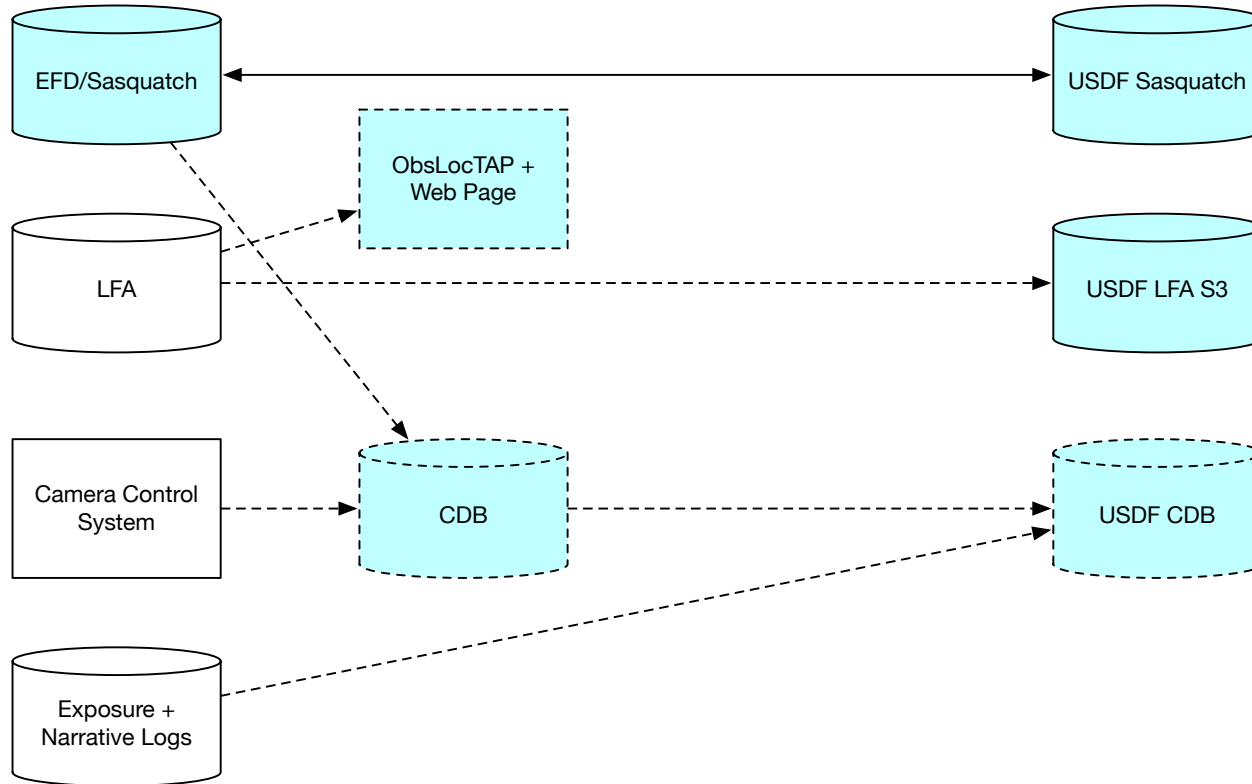 EFD/Sasquatch
USDF Sasquatch
ObsLocTAP +
Web Page
LFA
USDF LFA S3
Camera Control
System
CDB
USDF CDB
Exposure +
Narrative Logs